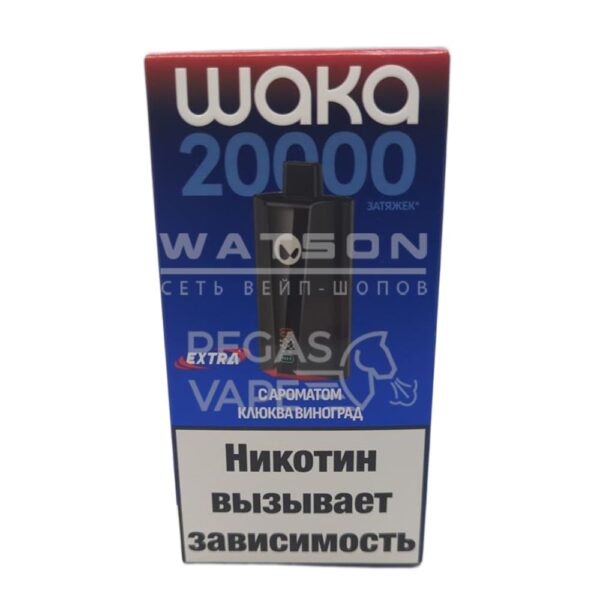 waka
20000
ЗАТЯЖЕК*
WATSON
СЕТЬ ВЕЙП-ШОПОВ
EXTRA
PEGAS
VAPE
С АРОМАТОМ
КЛЮКВА ВИНОГРАД
Никотин
вызывает
зависимость